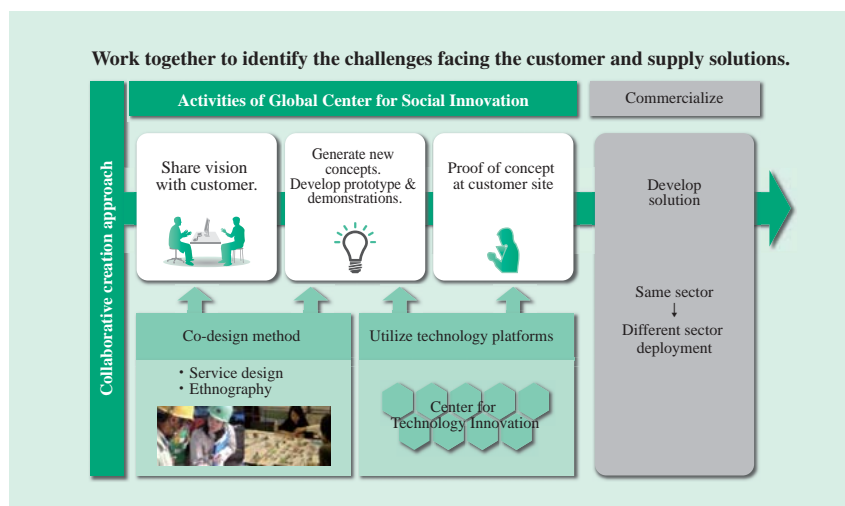 Work together to identify the challenges facing the customer and supply solutions.
Collaborative creation approach
Activities of Global Center for Social Innovation
Commercialize
Share vision
with customer.
Generate new
concepts.
Develop prototype &
demonstrations.
Proof of concept
at customer site
Develop
solution
Same sector
↓
Different sector
deployment
Co-design method
・Service design
・Ethnography
Utilize technology platforms
Center for
Technology Innovation